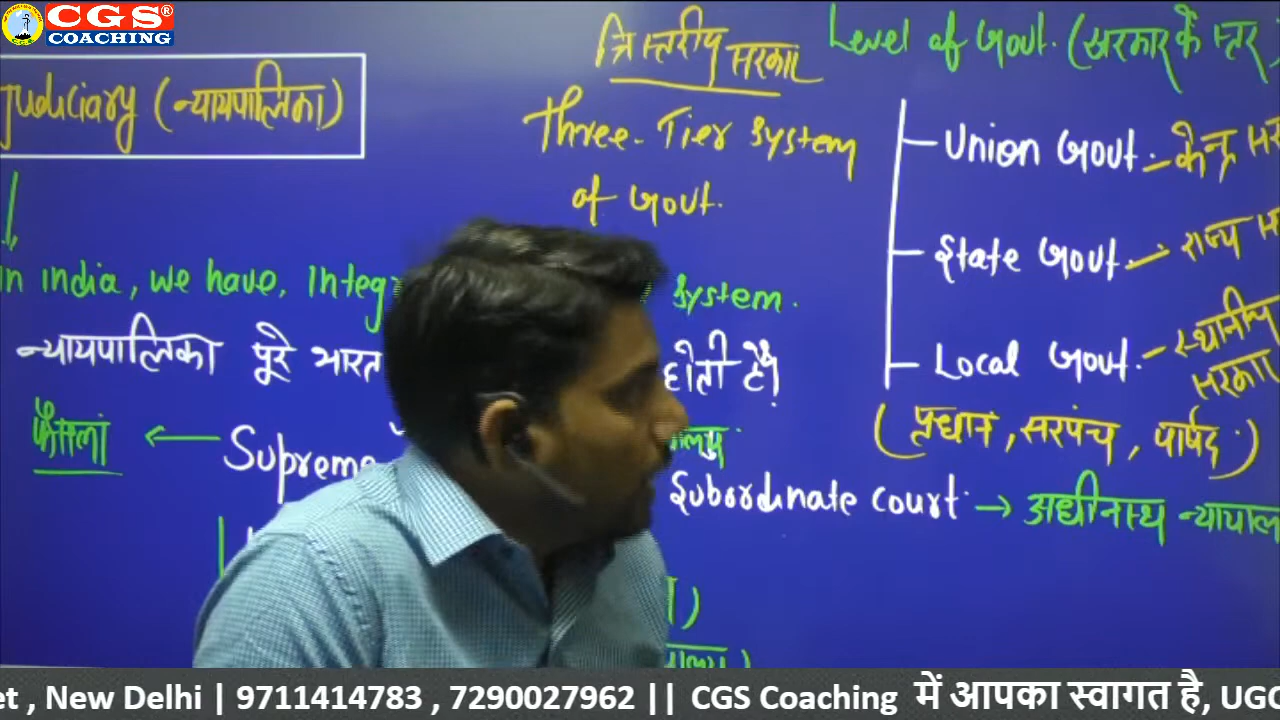 CGS®
COACHING
Judiciary (न्यायपालिका)
In India, we have, Integ
System.
न्यायपालिका पूरे भारत
होती है।
फैसला ← Supreme
त्रिस्तरीय सरकार
Three-Tier System
of Govt.
Level of Govt. (सरकार के स्तर)
Union Govt. – केन्द्र
State Govt. – राज्य
Local Govt. – स्थानीय
सरकार
(प्रधान, सरपंच, पार्षद)
Subordinate court → अधीनस्थ
et , New Delhi | 9711414783 , 7290027962 || CGS Coaching में आपका स्वागत है, UGC